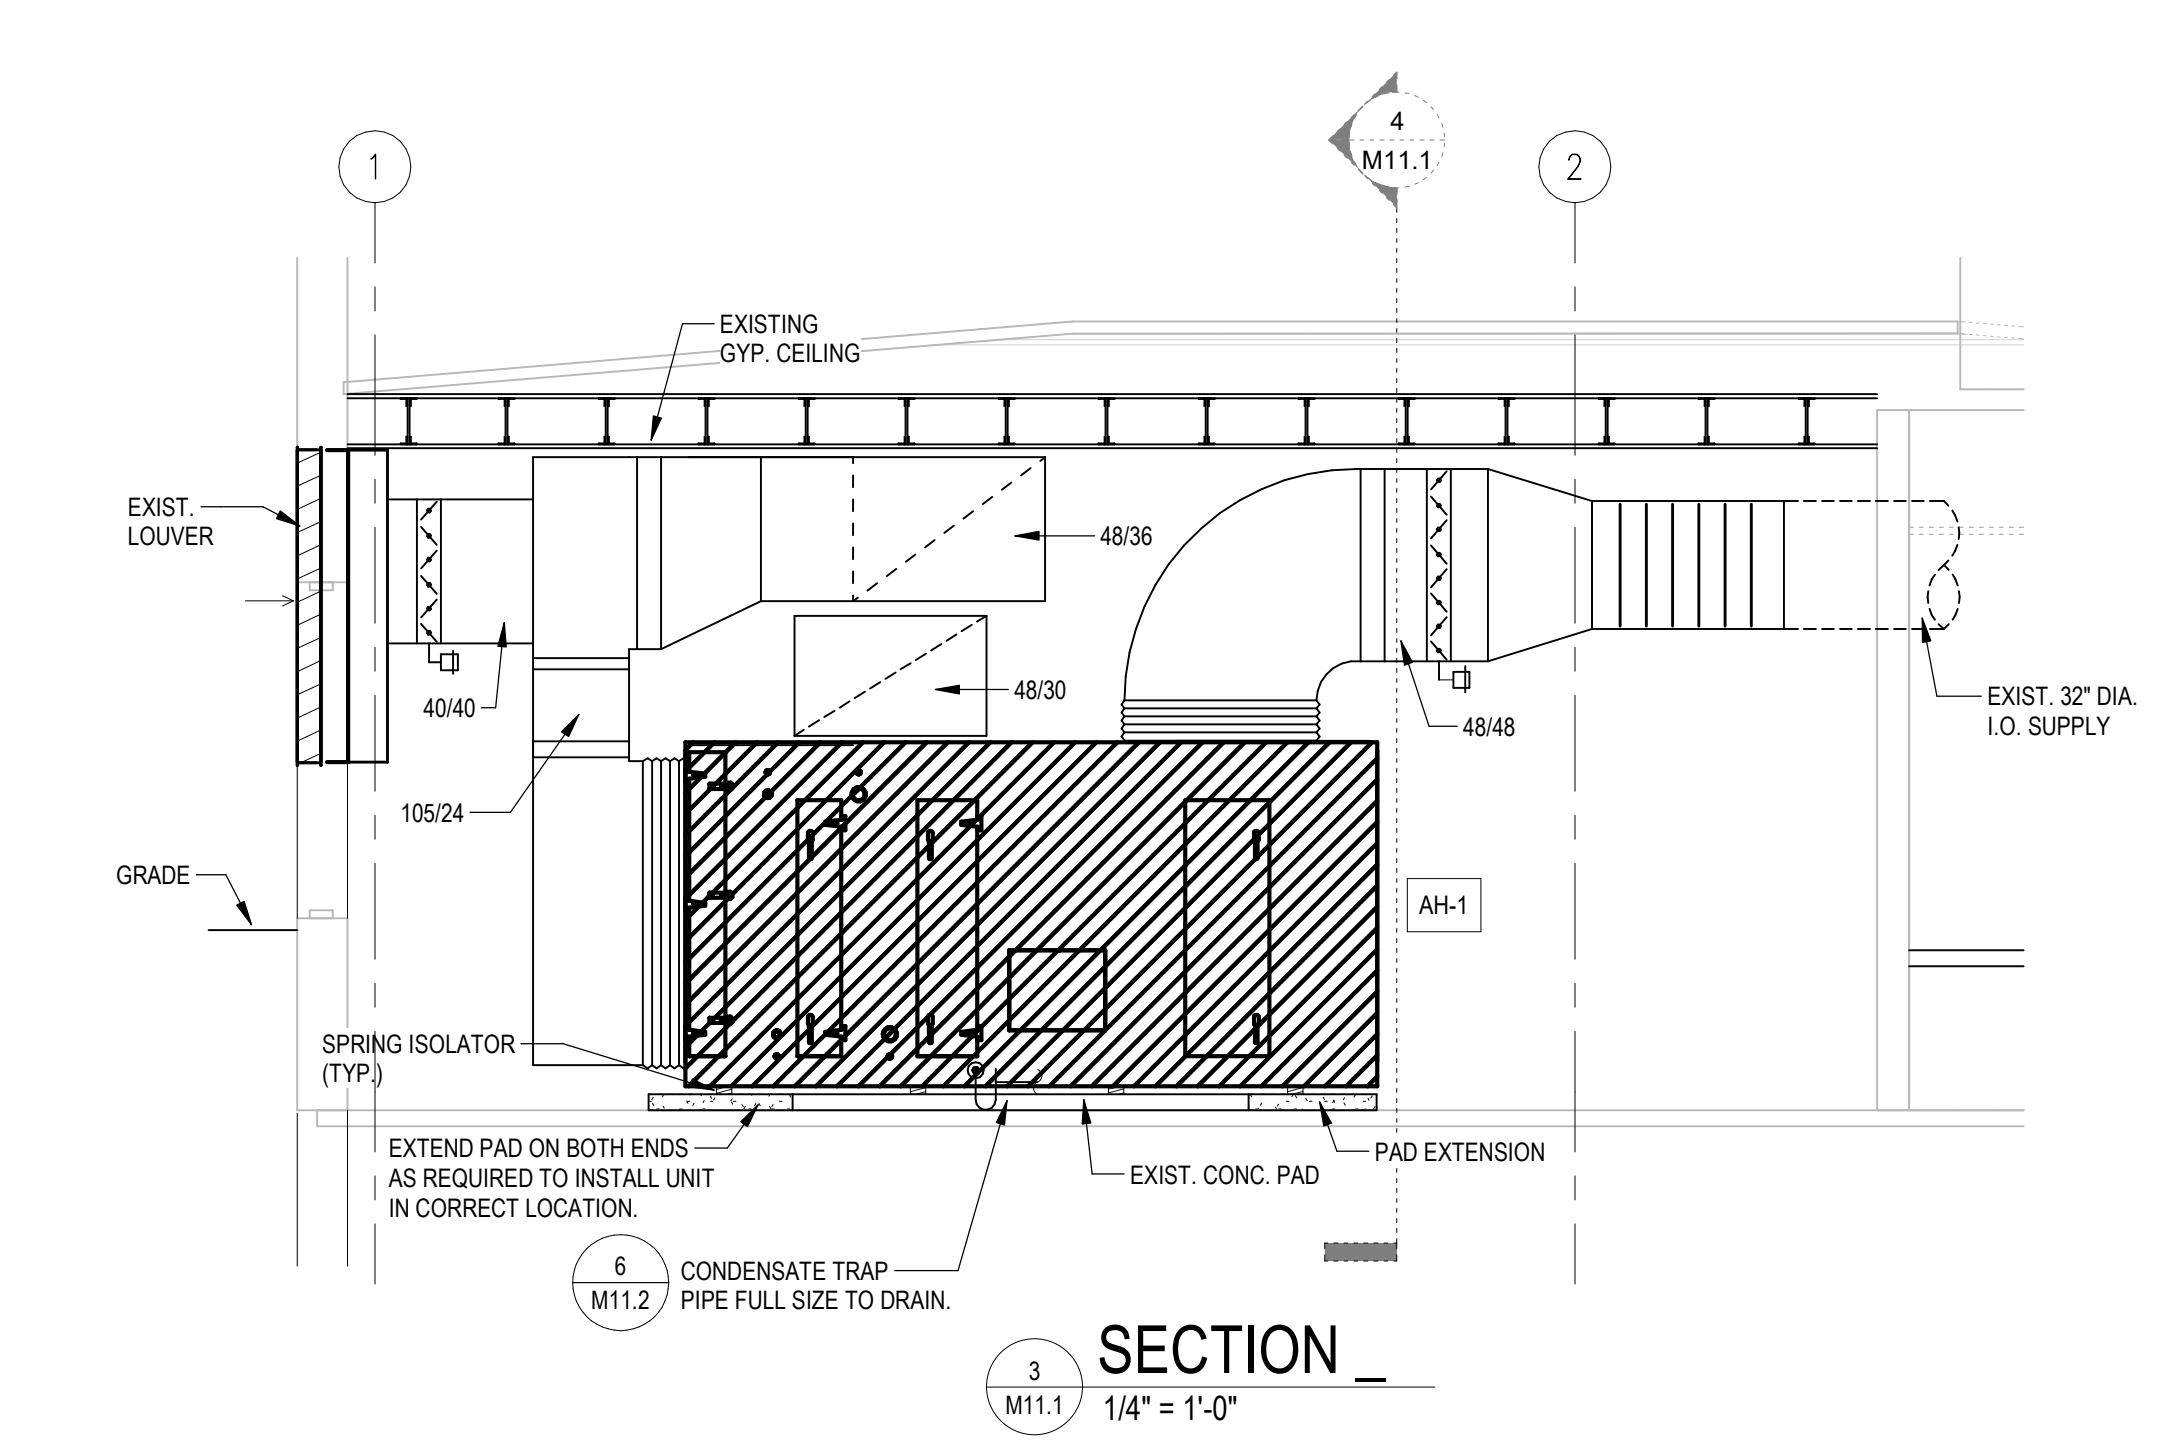 4
M11.1
1
2
EXISTING
GYP. CEILING
EXIST.
LOUVER
48/36
40/40
48/30
48/48
EXIST. 32" DIA.
I.O. SUPPLY
105/24
GRADE
AH-1
SPRING ISOLATOR
(TYP.)
EXTEND PAD ON BOTH ENDS
AS REQUIRED TO INSTALL UNIT
IN CORRECT LOCATION.
PAD EXTENSION
EXIST. CONC. PAD
6
M11.2
CONDENSATE TRAP
PIPE FULL SIZE TO DRAIN.
3
M11.1
SECTION _
1/4" = 1'-0"